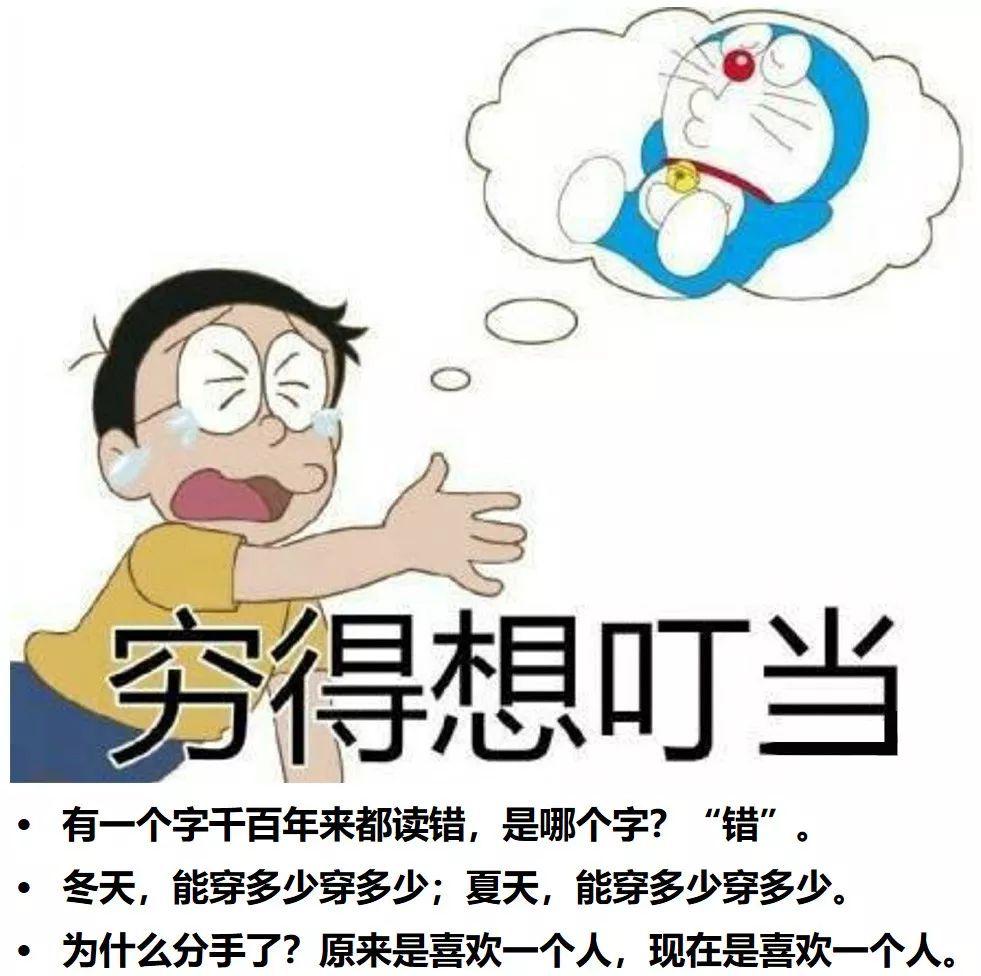 穷得想叮当
• 有一个字千百年来都读错，是哪个字？“错”。
• 冬天，能穿多少穿多少；夏天，能穿多少穿多少。
• 为什么分手了？原来是喜欢一个人，现在是喜欢一个人。